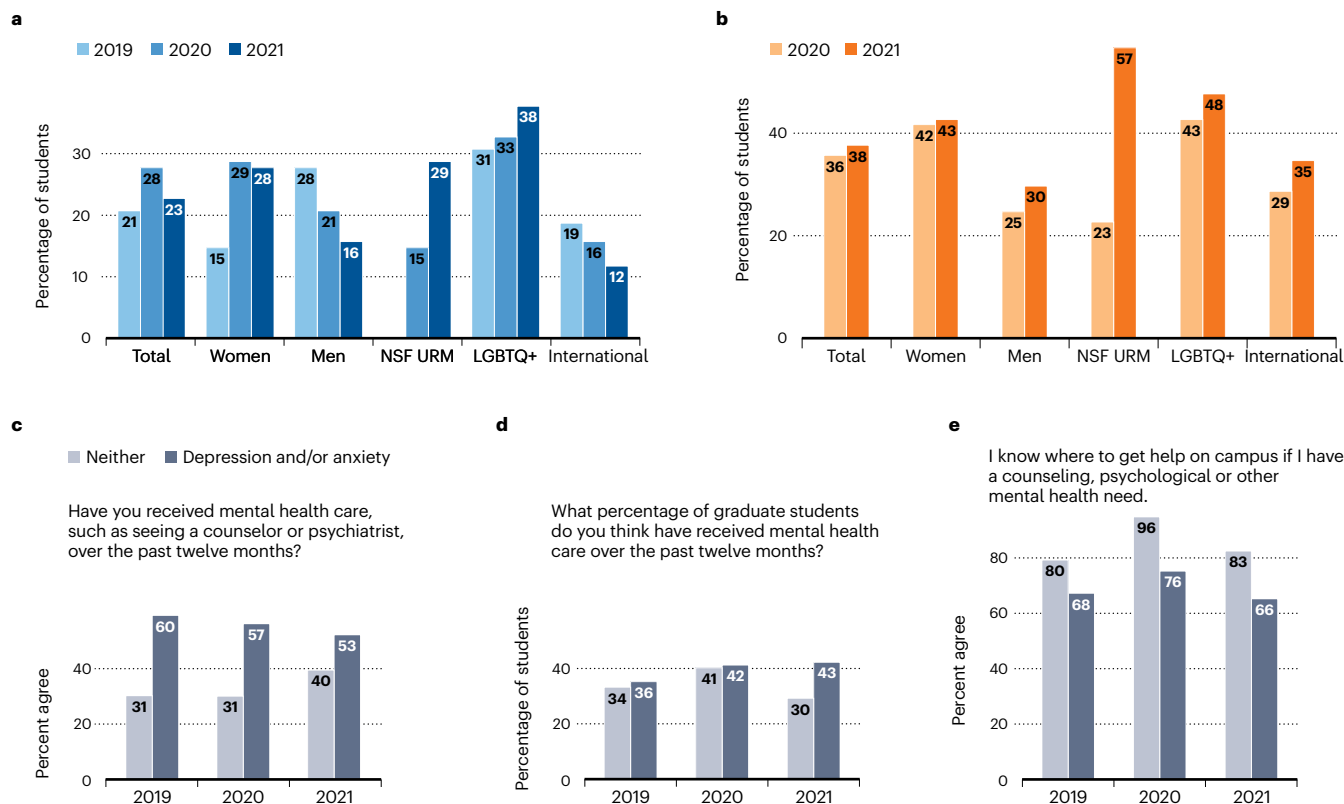 a
2019 2020 2021
Percentage of students
30
20
10
0
21 28 23
15 29 28
28 21 16
15 29
31 33 38
19 16 12
Total Women Men NSF URM LGBTQ+ International
b
2020 2021
Percentage of students
40
20
0
36 38
42 43
25 30
23 57
43 48
29 35
Total Women Men NSF URM LGBTQ+ International
c
Neither Depression and/or anxiety
Have you received mental health care,
such as seeing a counselor or psychiatrist,
over the past twelve months?
Percent agree
40
20
0
31 60
31 57
40 53
2019 2020 2021
d
What percentage of graduate students
do you think have received mental health
care over the past twelve months?
Percentage of students
40
20
0
34 36
41 42
30 43
2019 2020 2021
e
I know where to get help on campus if I have
a counseling, psychological or other
mental health need.
Percent agree
80
60
40
20
0
80 68
96 76
83 66
2019 2020 2021